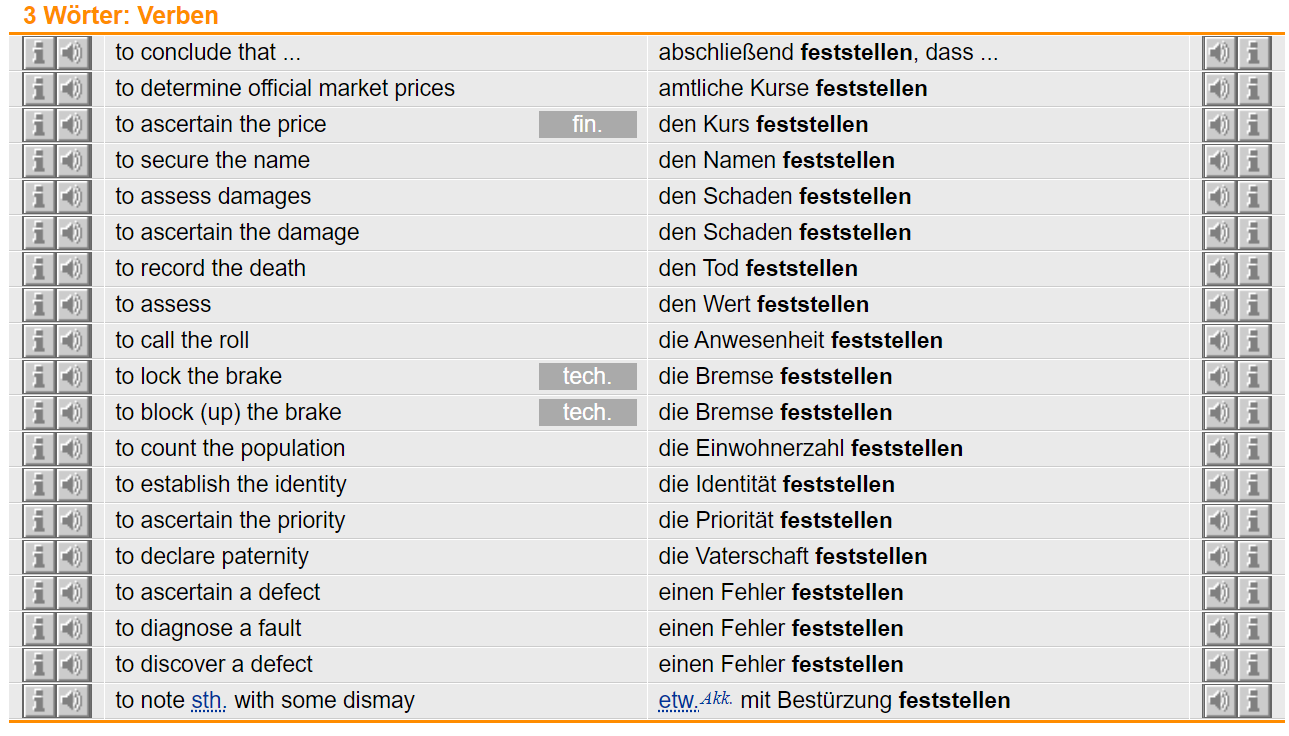 3 Wörter: Verben
to conclude that ... abschließend feststellen, dass ...
to determine official market prices amtliche Kurse feststellen
to ascertain the price fin. den Kurs feststellen
to secure the name den Namen feststellen
to assess damages den Schaden feststellen
to ascertain the damage den Schaden feststellen
to record the death den Tod feststellen
to assess den Wert feststellen
to call the roll die Anwesenheit feststellen
to lock the brake tech. die Bremse feststellen
to block (up) the brake tech. die Bremse feststellen
to count the population die Einwohnerzahl feststellen
to establish the identity die Identität feststellen
to ascertain the priority die Priorität feststellen
to declare paternity die Vaterschaft feststellen
to ascertain a defect einen Fehler feststellen
to diagnose a fault einen Fehler feststellen
to discover a defect einen Fehler feststellen
to note sth. with some dismay etw. Akk. mit Bestürzung feststellen